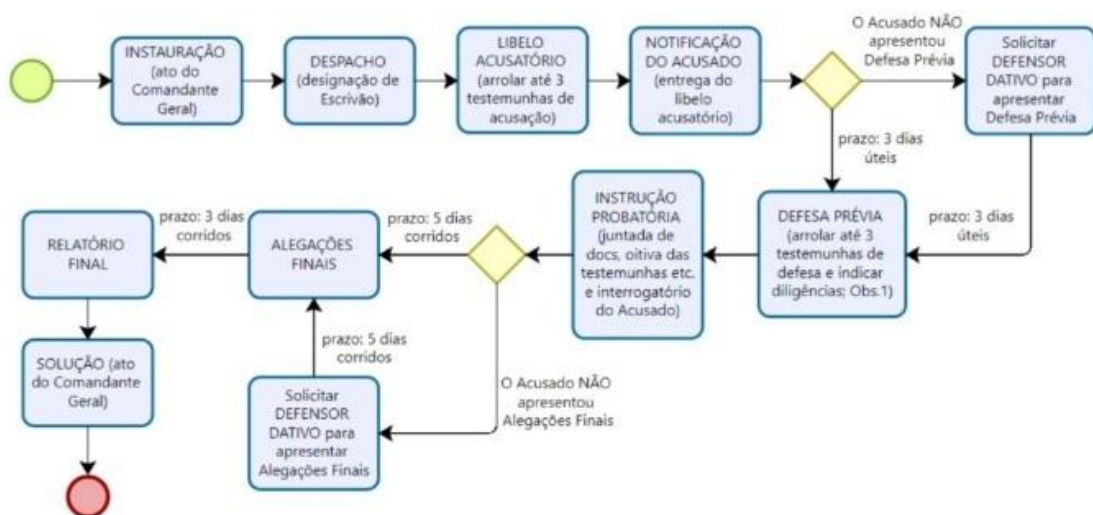 INSTAURAÇÃO
(ato do
Comandante
Geral)
DESPACHO
(designação de
Escrivão)
LIBELO
ACUSATÓRIO
(arrolar até 3
testemunhas de
acusação)
NOTIFICAÇÃO
DO ACUSADO
(entrega do
libelo
acusatório)
O Acusado NÃO
apresentou
Defesa Prévia
Solicitar
DEFENSOR
DATIVO para
apresentar
Defesa Prévia
prazo: 3 dias
úteis
prazo: 3 dias
úteis
DEFESA PRÉVIA
(arrolar até 3
testemunhas de
defesa e indicar
diligências; Obs.1)
INSTRUÇÃO
PROBATÓRIA
(juntada de
docs, oitiva das
testemunhas etc.
e interrogatório
do Acusado)
prazo: 5 dias
corridos
O Acusado NÃO
apresentou
Alegações Finais
Solicitar
DEFENSOR
DATIVO para
apresentar
Alegações Finais
prazo: 5 dias
corridos
ALEGAÇÕES
FINAIS
prazo: 3 dias
corridos
RELATÓRIO
FINAL
SOLUÇÃO (ato
do Comandante
Geral)